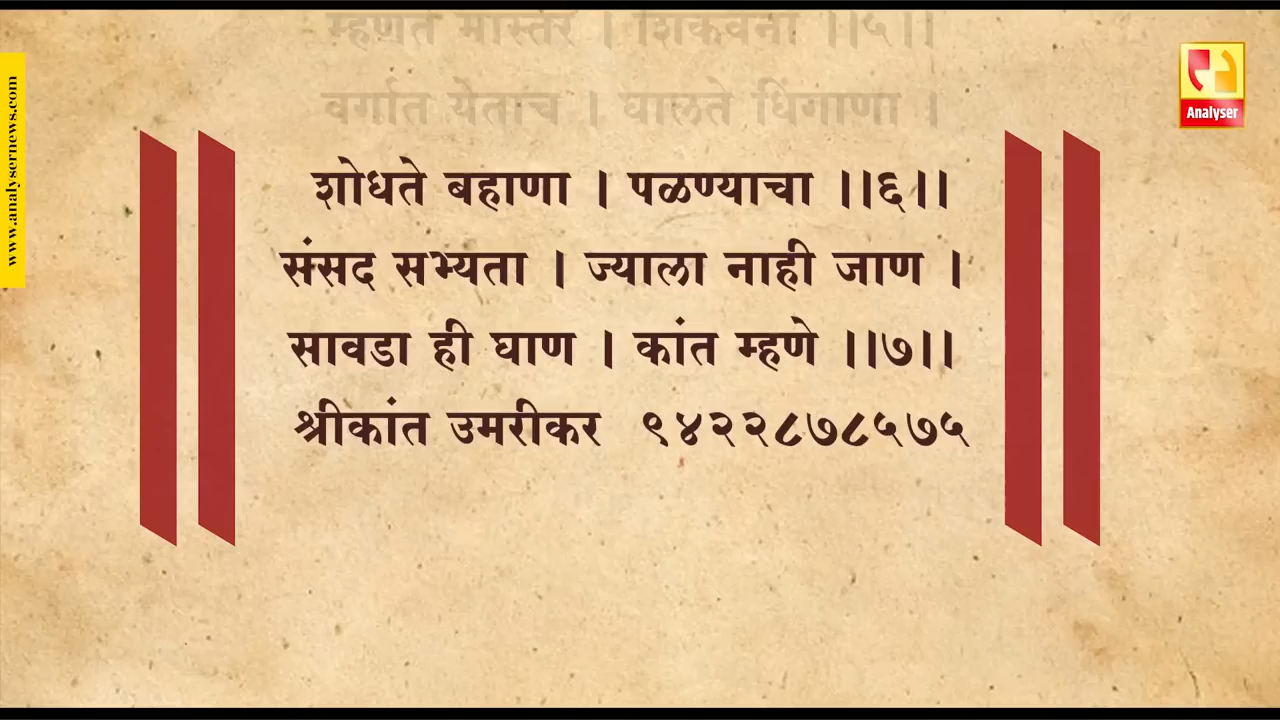 म्हणते मास्तर । शिकवेना ।।५।।
वर्गात येताच । घालते धिंगाणा ।
शोधते बहाणा । पळण्याचा ।।६।।
संसद सभ्यता । ज्याला नाही जाण ।
सावडा ही घाण । कांत म्हणे ।।७।।
श्रीकांत उमरीकर ९४२२८७८५७५
Analyser
www.analysernews.com